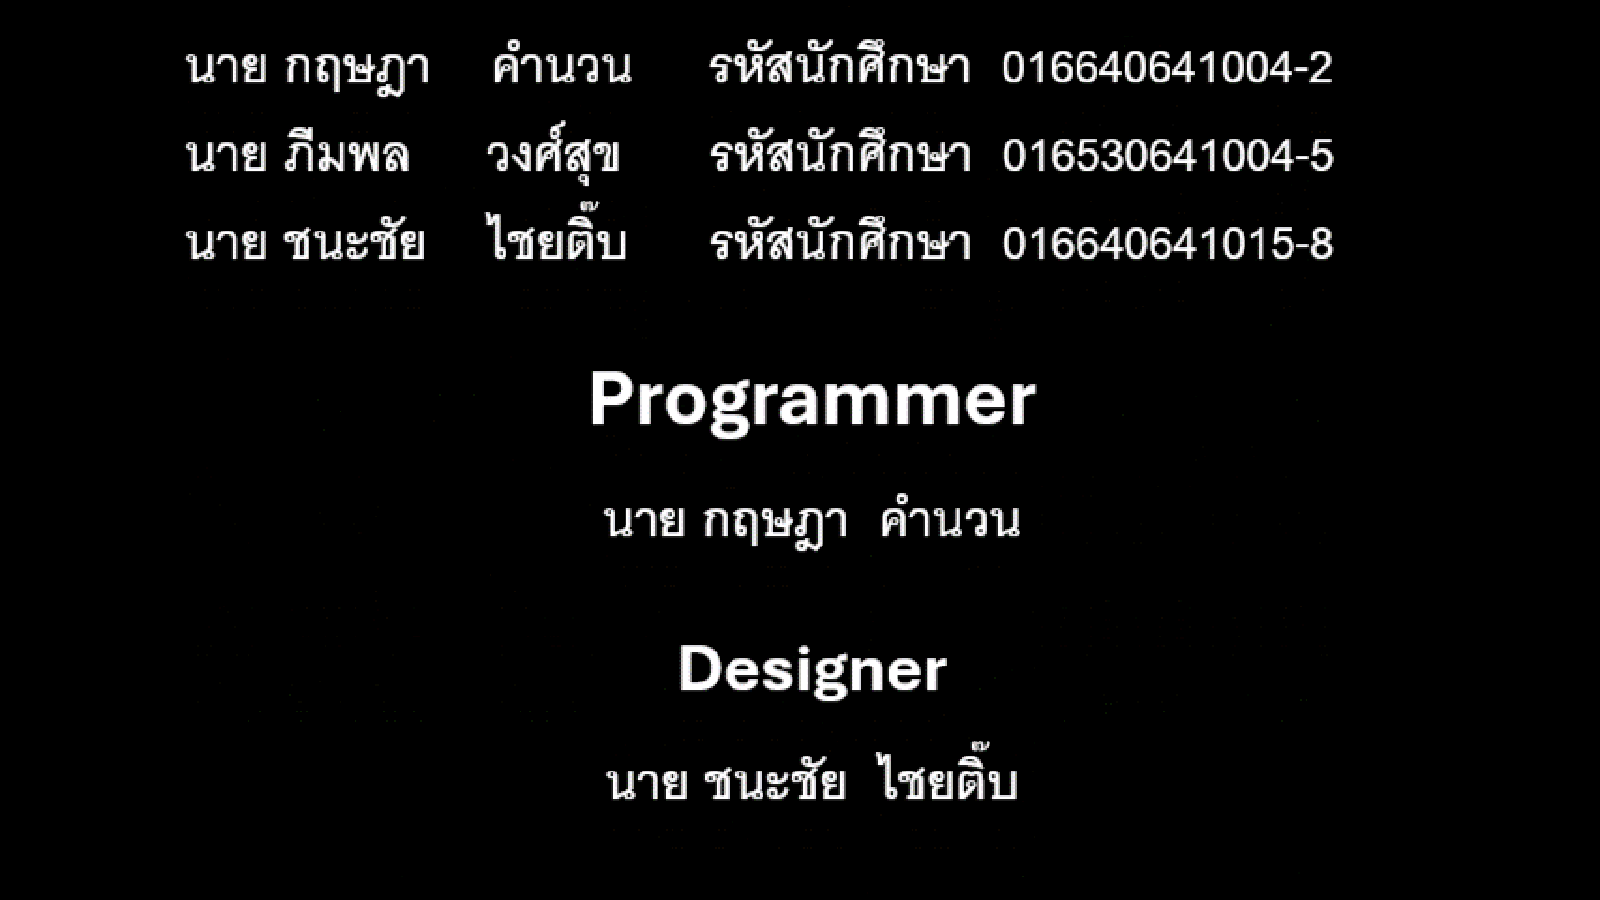 นาย กฤษฎา คำนวน รหัสนักศึกษา 016640641004-2
นาย ภีมพล วงศ์สุข รหัสนักศึกษา 016530641004-5
นาย ชนะชัย ไชยติ๊บ รหัสนักศึกษา 016640641015-8
Programmer
นาย กฤษฎา คำนวน
Designer
นาย ชนะชัย ไชยติ๊บ